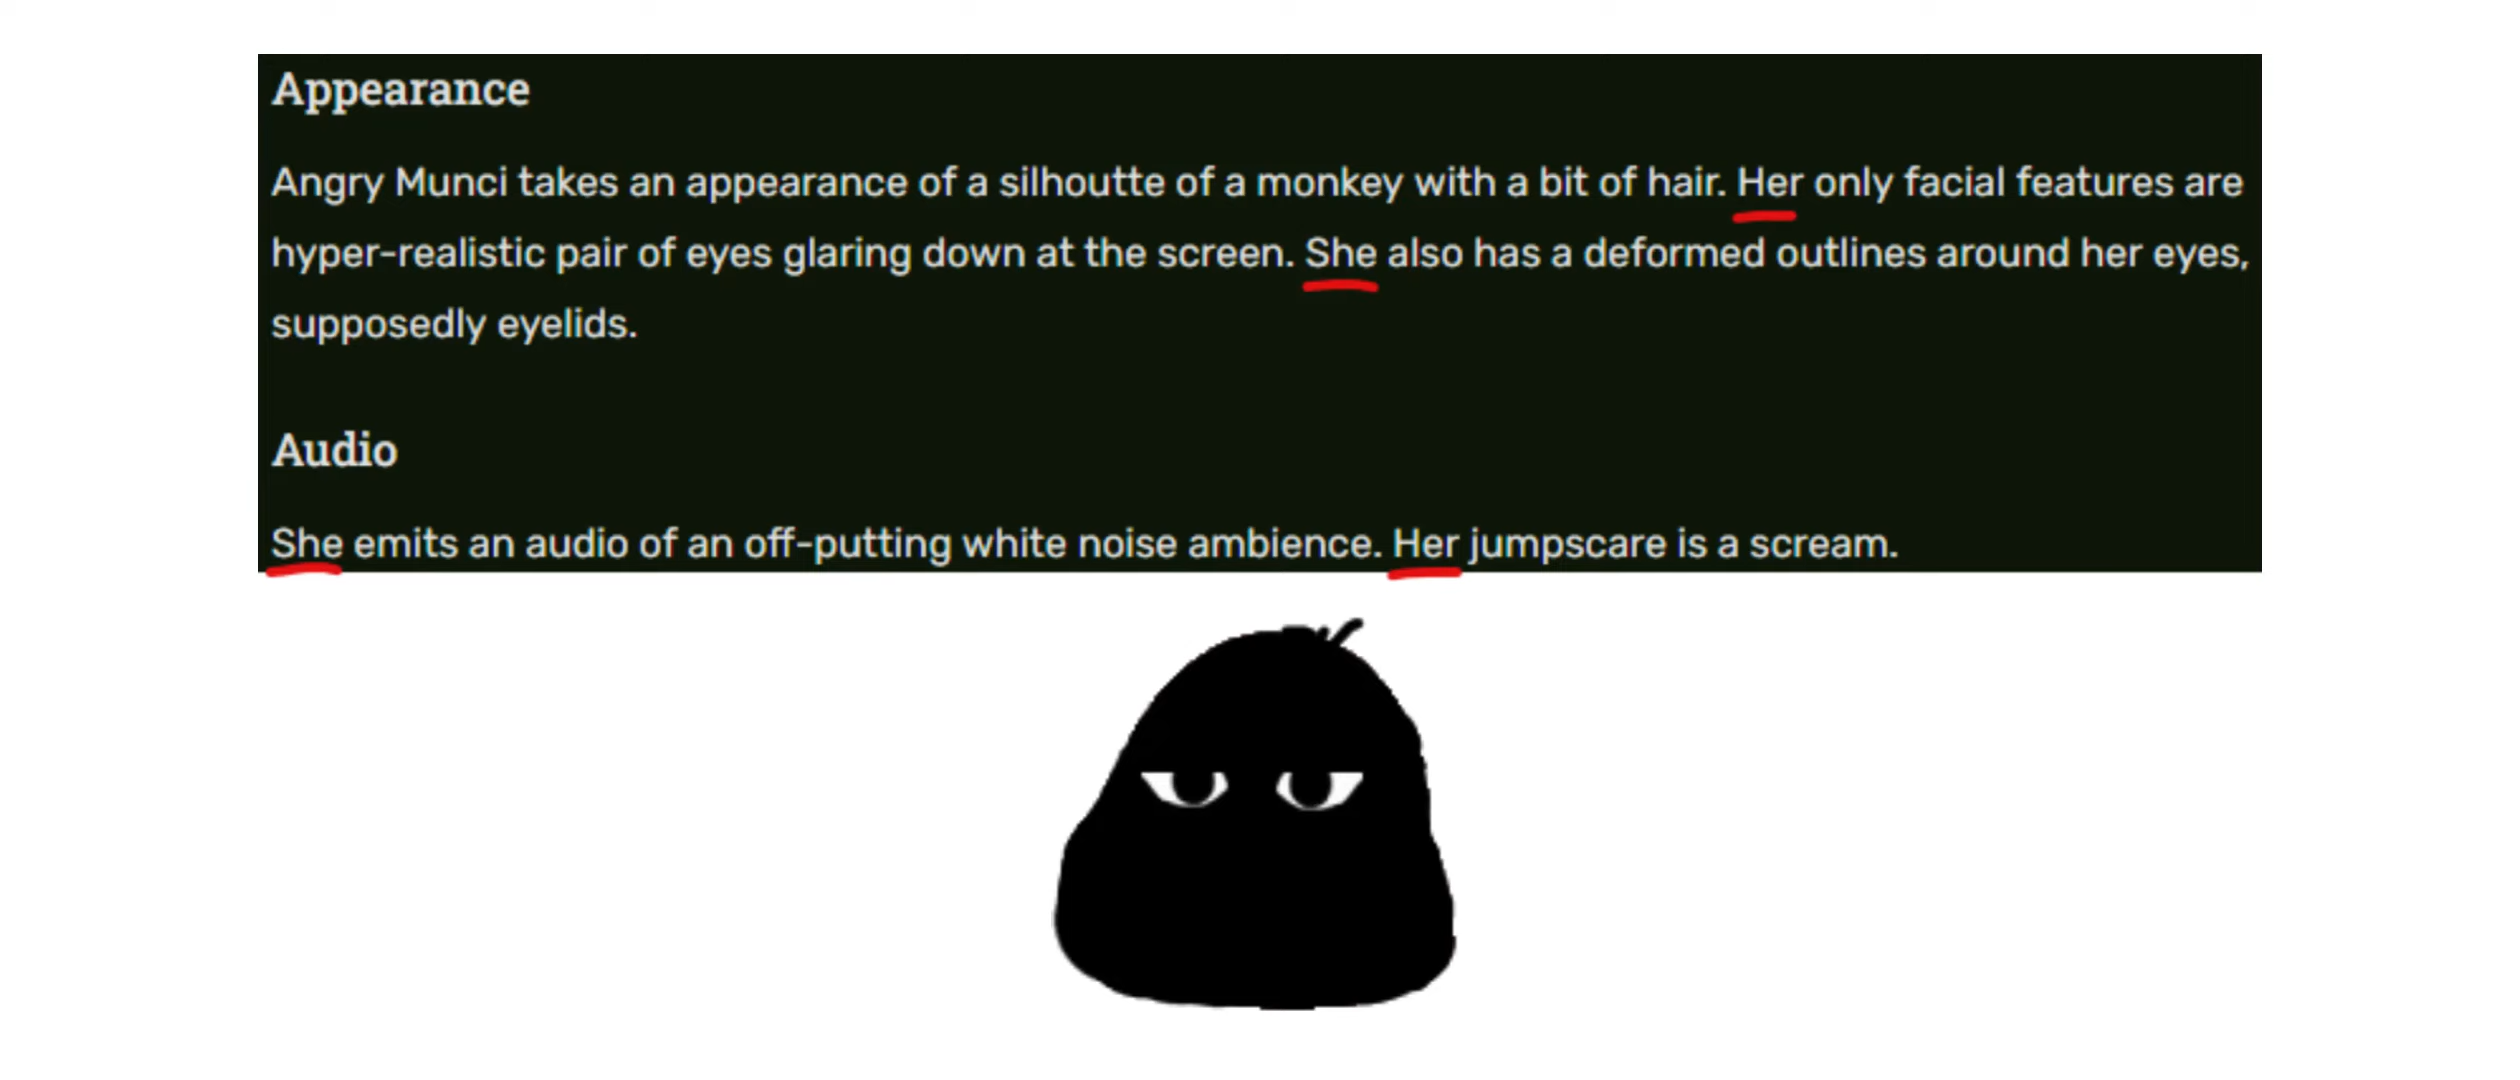 Appearance
Angry Munci takes an appearance of a silhoutte of a monkey with a bit of hair. Her only facial features are
hyper-realistic pair of eyes glaring down at the screen. She also has a deformed outlines around her eyes,
supposedly eyelids.
Audio
She emits an audio of an off-putting white noise ambience. Her jumpscare is a scream.